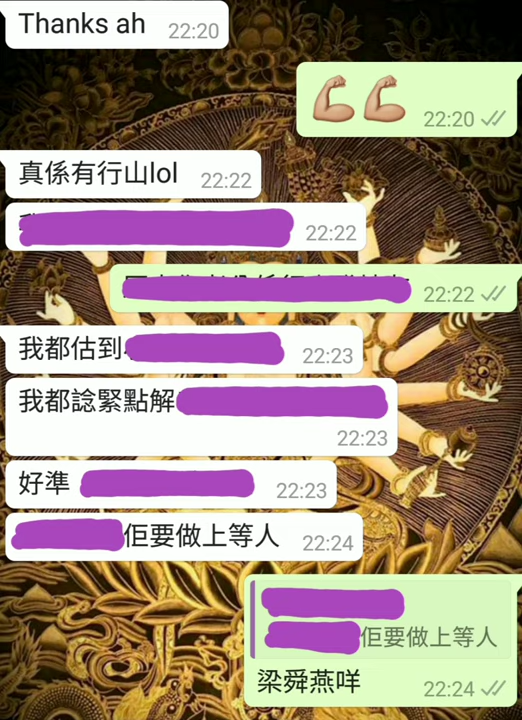 Thanks ah
22:20
22:20
真係有行山lol
22:22
22:22
22:22
我都估到
22:23
我都諗緊點解
22:23
好準
22:23
佢要做上等人
22:24
佢要做上等人
梁舜燕咩
22:24